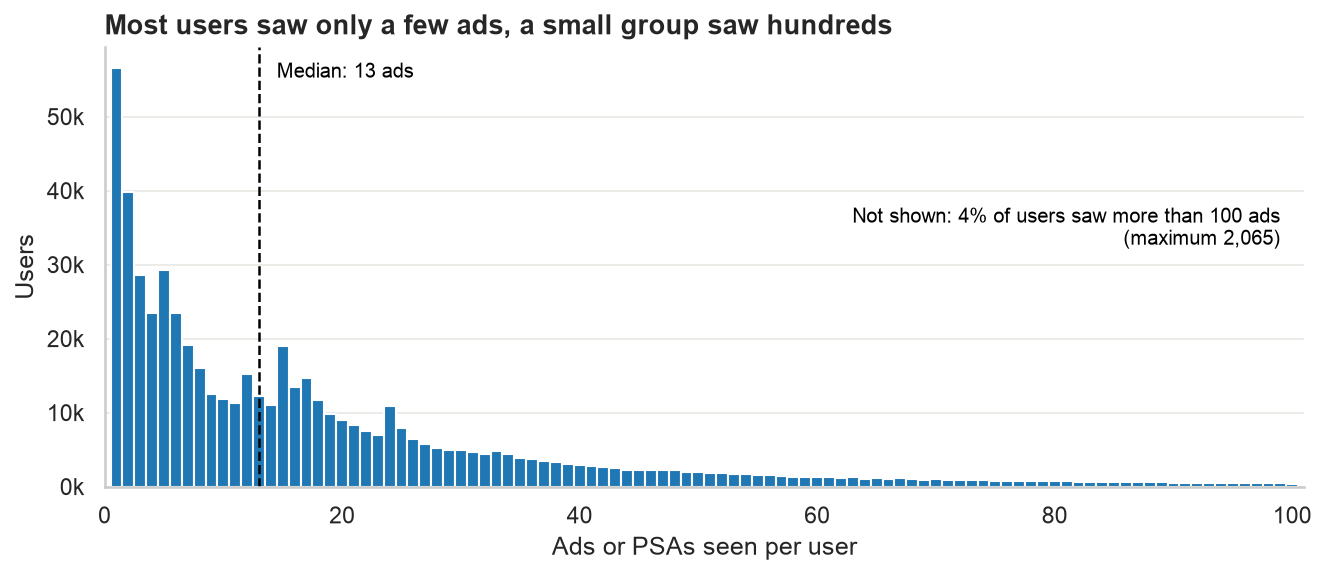 Most users saw only a few ads, a small group saw hundreds
Median: 13 ads
Not shown: 4% of users saw more than 100 ads
(maximum 2,065)
Users
50k
40k
30k
20k
10k
0k
0 20 40 60 80 100
Ads or PSAs seen per user